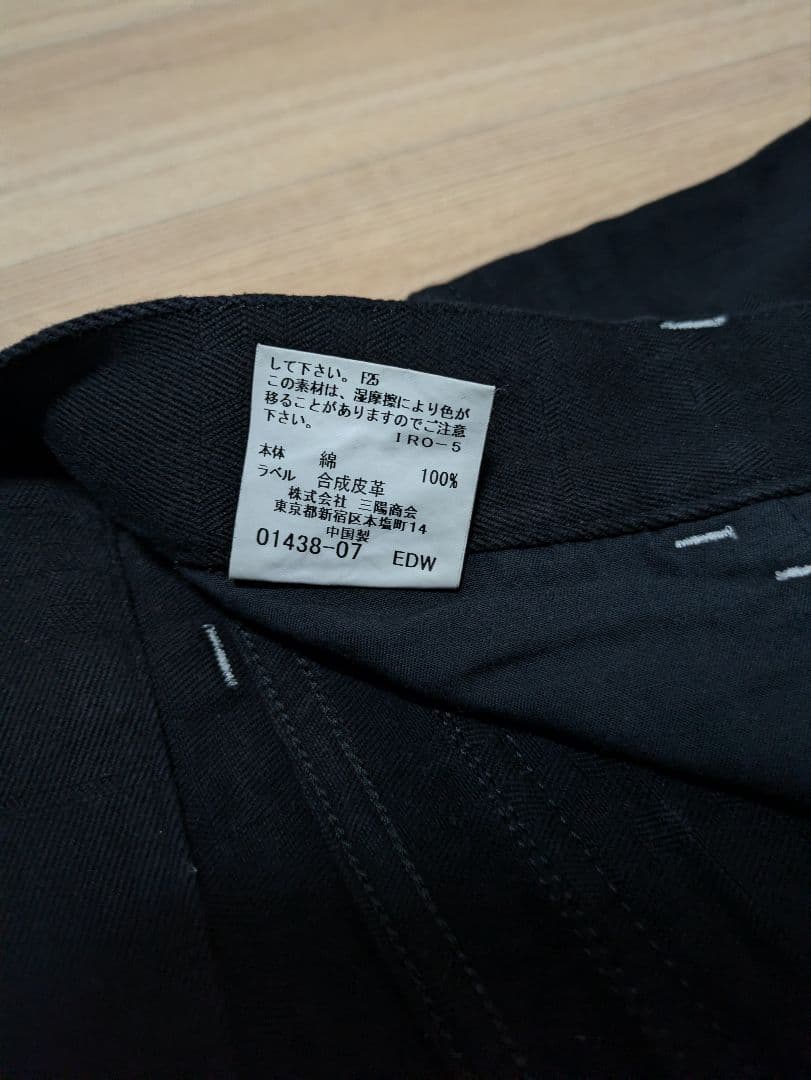 して下さい。 F25
この素材は、湿摩擦により色が
移ることがありますのでご注意
下さい。
IRO-5
本体 綿 100%
ラベル 合成皮革
株式会社 三陽商会
東京都新宿区本塩町14
中国製
01438-07 EDW